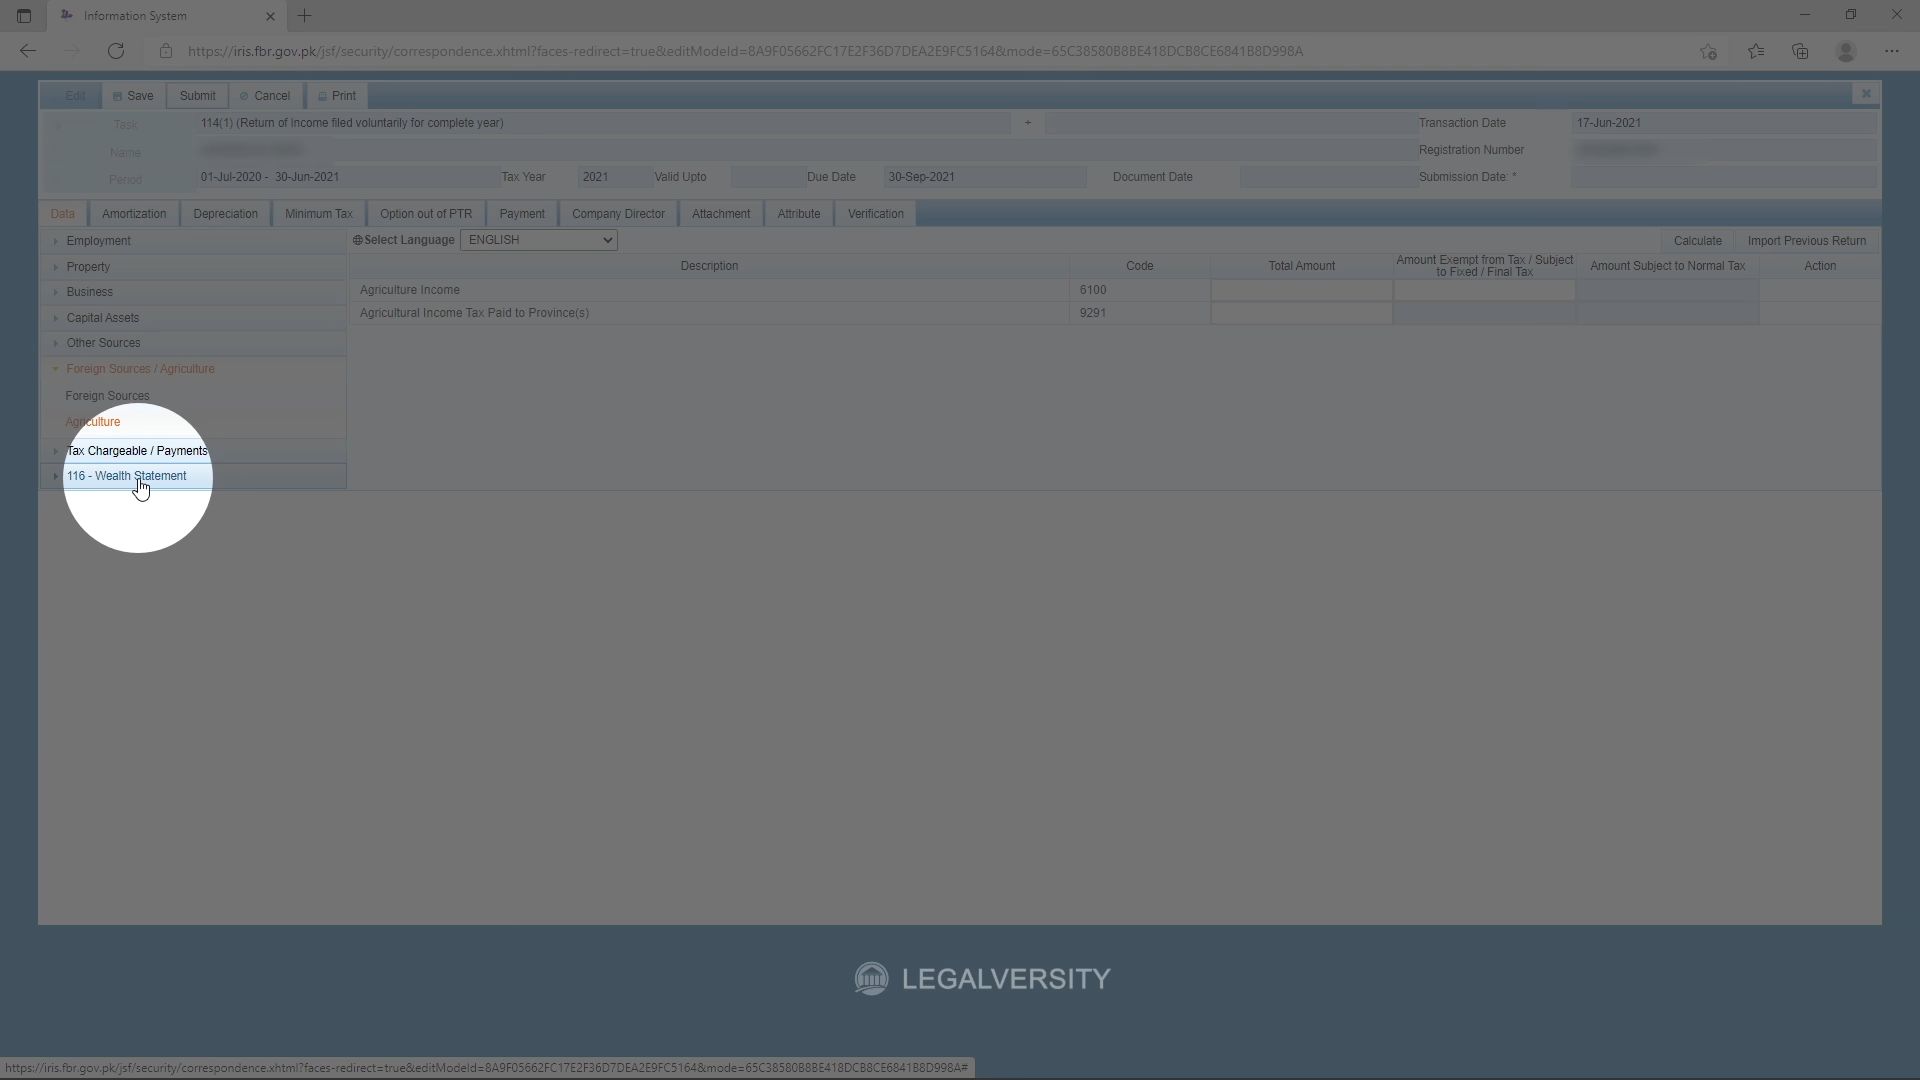 Information System
https://iris.fbr.gov.pk/jsf/security/correspondence.xhtml?faces-redirect=true&editModeId=8A9F05662FC17E2F36D7DEA2E9FC5164&mode=65C38580B8BE418DCB8CE6841B8D998A
Edit Save Submit Cancel Print
Task 114(1) (Return of Income filed voluntarily for complete year) + Transaction Date 17-Jun-2021
Name Registration Number
Period 01-Jul-2020 - 30-Jun-2021 Tax Year 2021 Valid Upto Due Date 30-Sep-2021 Document Date Submission Date: *
Data Amortization Depreciation Minimum Tax Option out of PTR Payment Company Director Attachment Attribute Verification
Employment
Property
Business
Capital Assets
Other Sources
Foreign Sources / Agriculture
Foreign Sources
Agriculture
Tax Chargeable / Payments
116 - Wealth Statement
Select Language ENGLISH Calculate Import Previous Return
Description Code Total Amount Amount Exempt from Tax / Subject to Fixed / Final Tax Amount Subject to Normal Tax Action
Agriculture Income 6100
Agricultural Income Tax Paid to Province(s) 9291
LEGALVERSITY
https://iris.fbr.gov.pk/jsf/security/correspondence.xhtml?faces-redirect=true&editModeId=8A9F05662FC17E2F36D7DEA2E9FC5164&mode=65C38580B8BE418DCB8CE6841B8D998A#